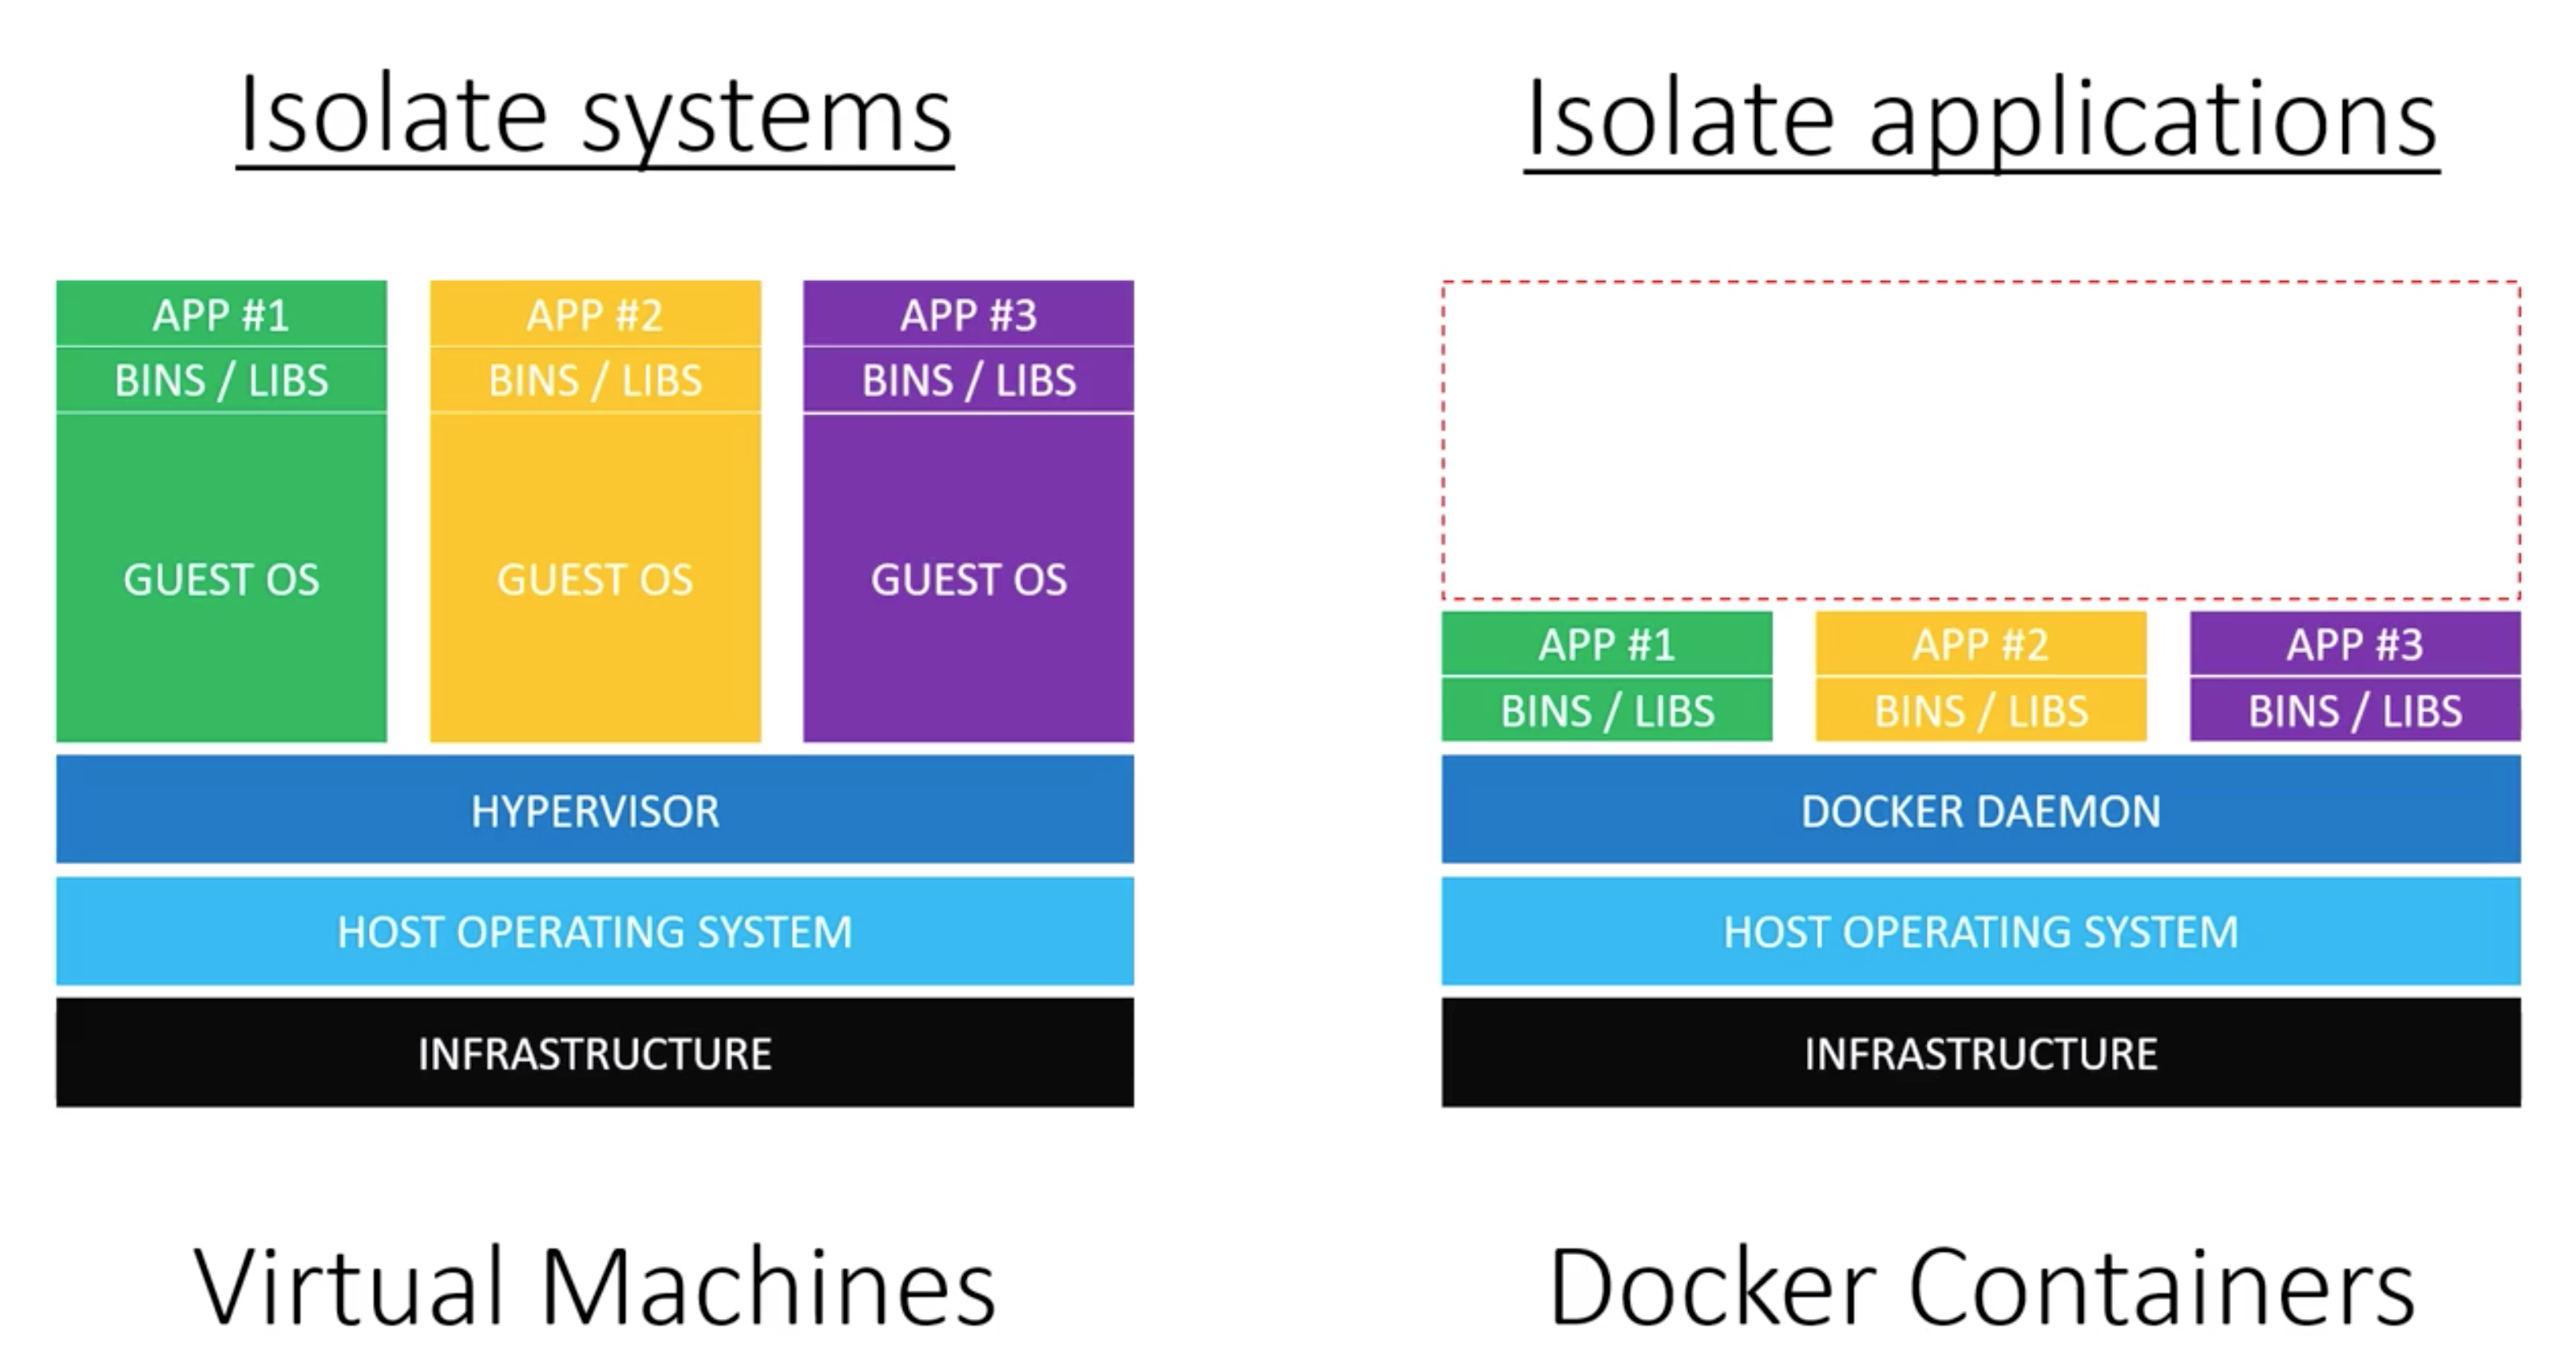 Isolate systems
APP #1
BINS / LIBS
GUEST OS
APP #2
BINS / LIBS
GUEST OS
APP #3
BINS / LIBS
GUEST OS
HYPERVISOR
HOST OPERATING SYSTEM
INFRASTRUCTURE
Virtual Machines
Isolate applications
APP #1
BINS / LIBS
APP #2
BINS / LIBS
APP #3
BINS / LIBS
DOCKER DAEMON
HOST OPERATING SYSTEM
INFRASTRUCTURE
Docker Containers